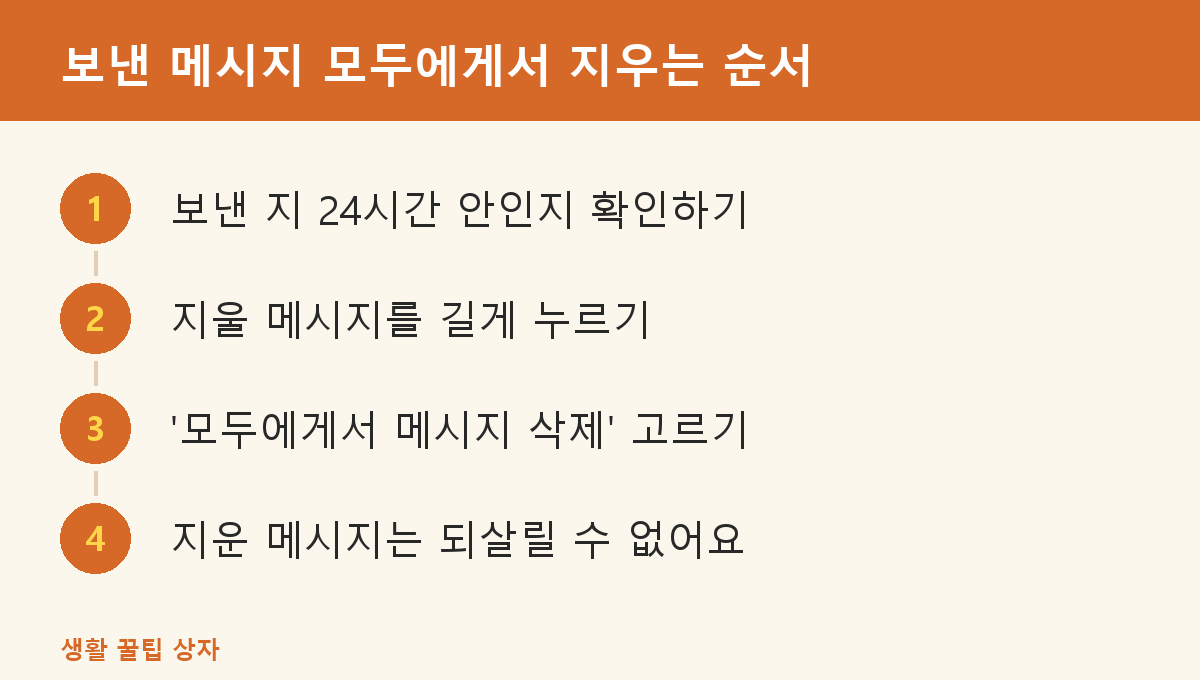 보낸 메시지 모두에게서 지우는 순서
1 보낸 지 24시간 안인지 확인하기
2 지울 메시지를 길게 누르기
3 '모두에게서 메시지 삭제' 고르기
4 지운 메시지는 되살릴 수 없어요
생활 꿀팁 상자